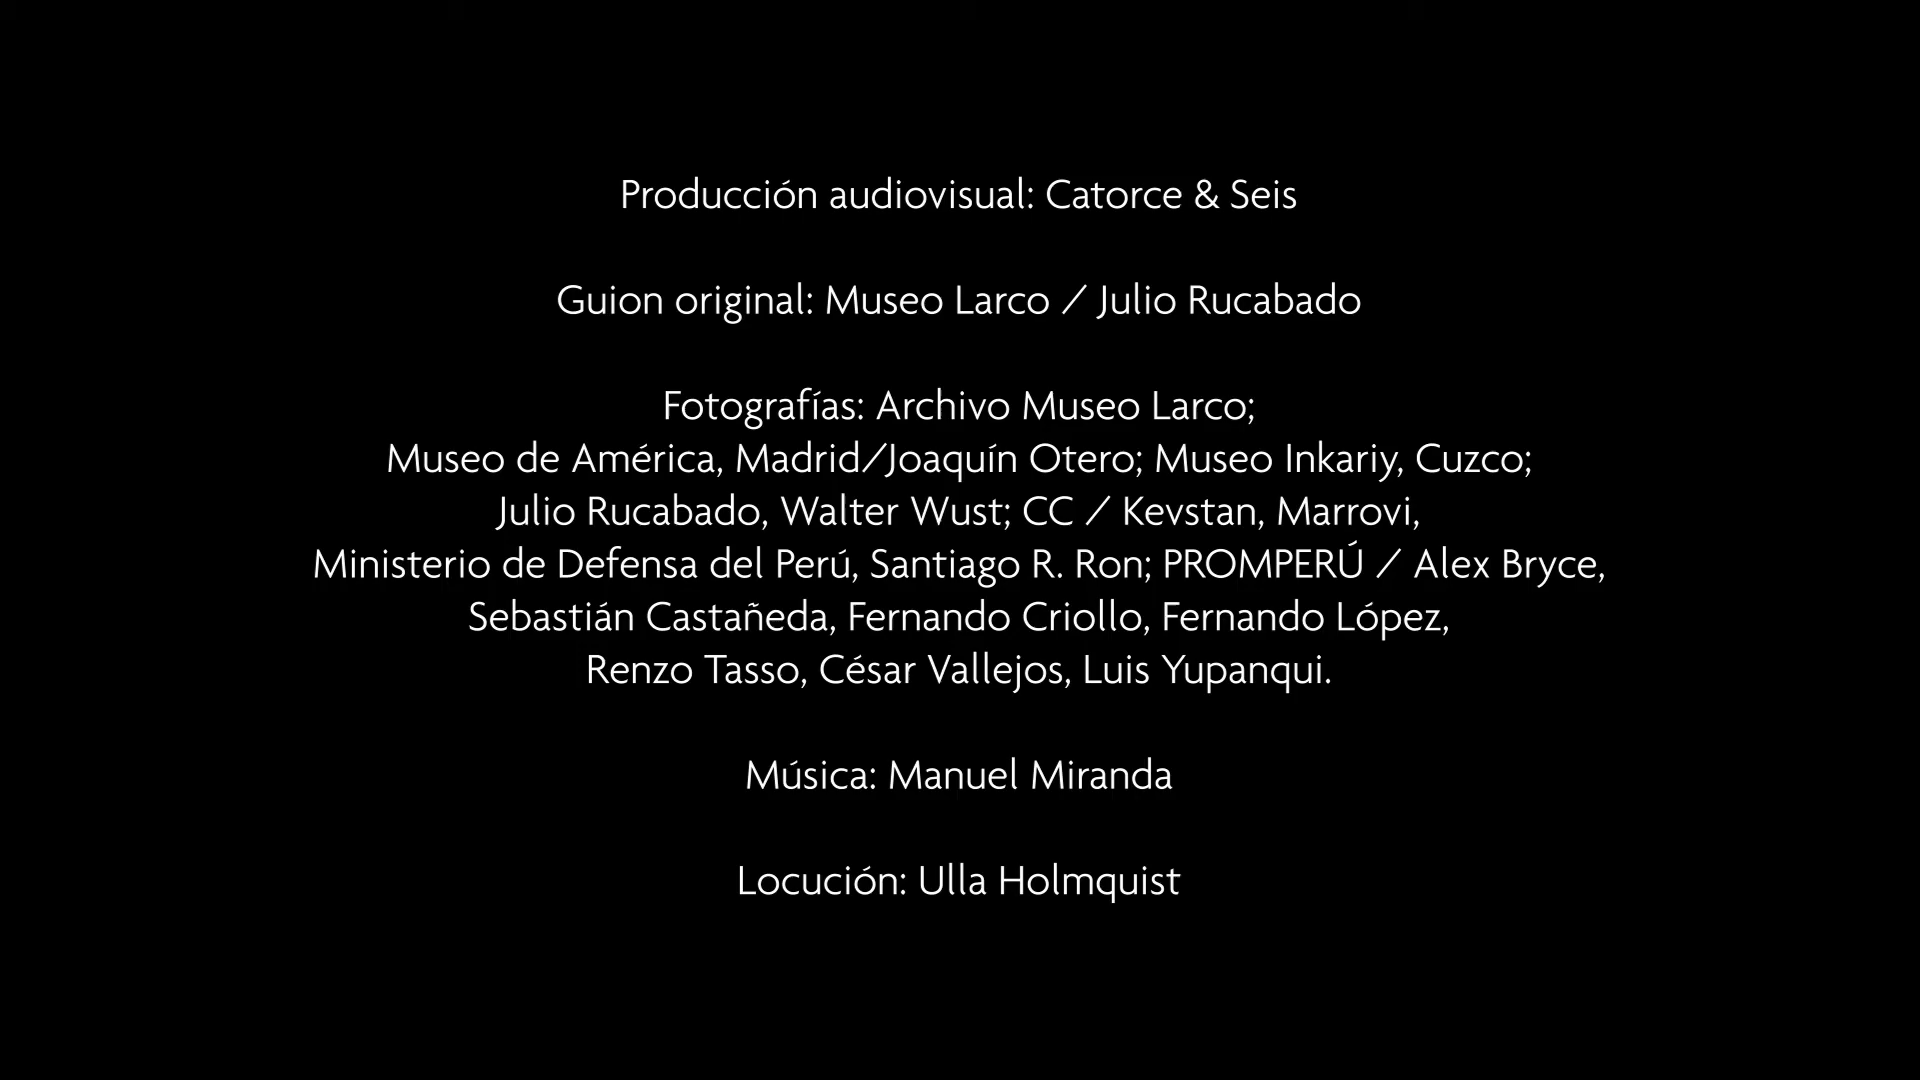 Producción audiovisual: Catorce & Seis
Guion original: Museo Larco / Julio Rucabado
Fotografías: Archivo Museo Larco;
Museo de América, Madrid/Joaquín Otero; Museo Inkariy, Cuzco;
Julio Rucabado, Walter Wust; CC / Kevstan, Marrovi,
Ministerio de Defensa del Perú, Santiago R. Ron; PROMPERÚ / Alex Bryce,
Sebastián Castañeda, Fernando Criollo, Fernando López,
Renzo Tasso, César Vallejos, Luis Yupanqui.
Música: Manuel Miranda
Locución: Ulla Holmquist